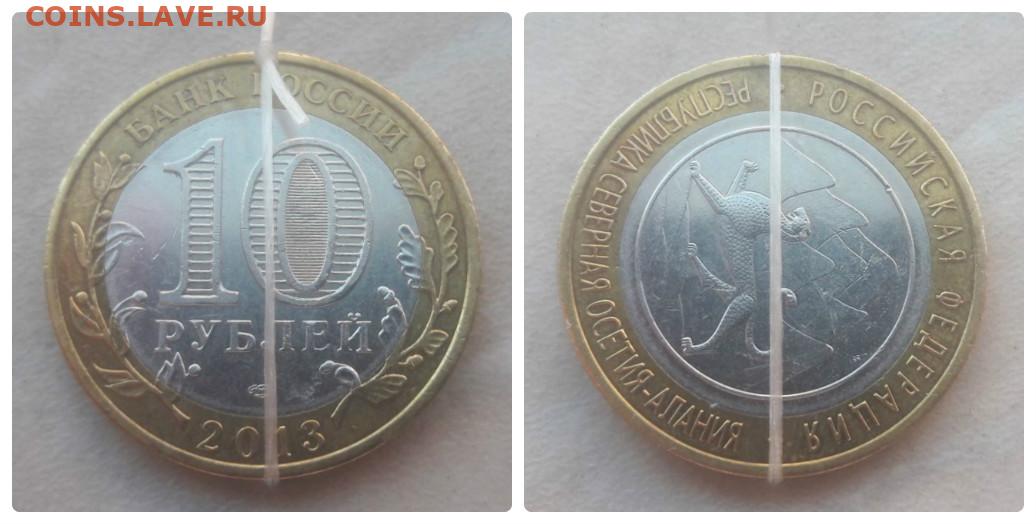 COINS.LAVE.RU
БАНК РОССИИ
10
РУБЛЕЙ
2013
РОССИЙСКАЯ ФЕДЕРАЦИЯ
РЕСПУБЛИКА СЕВЕРНАЯ ОСЕТИЯ-АЛАНИЯ